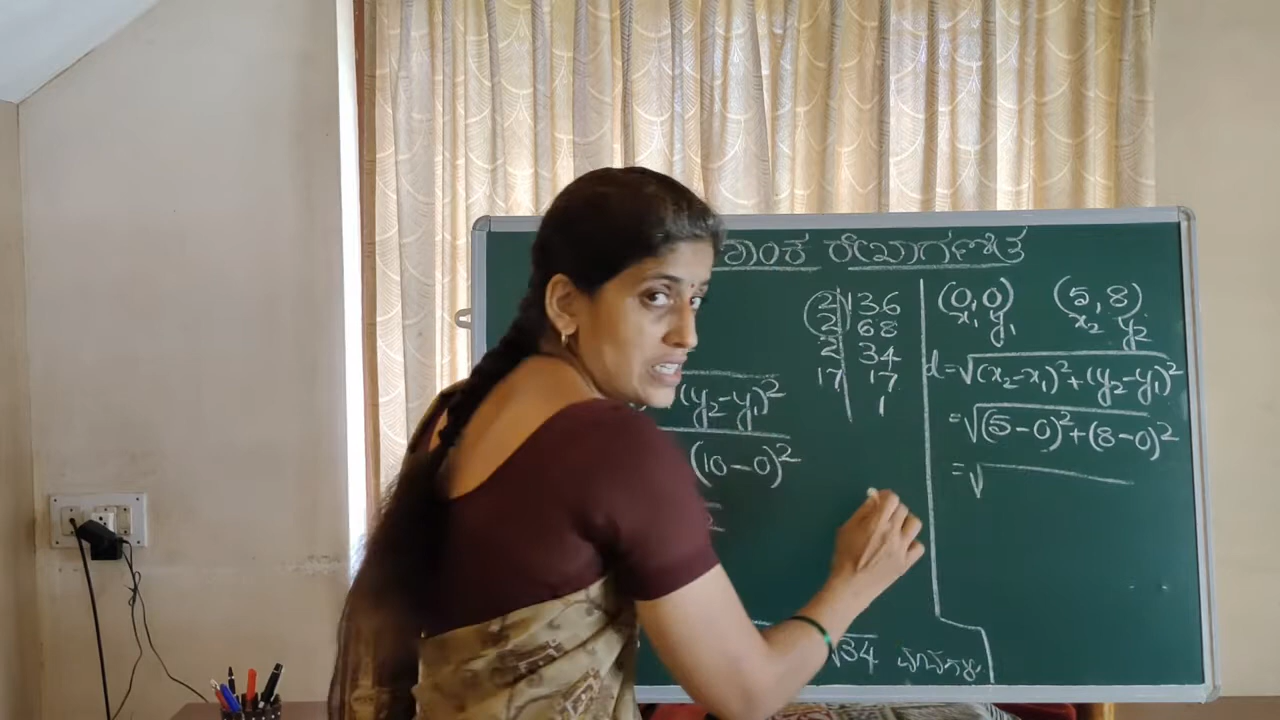 ಶಾಂಕ ರೇಖಾಗಣಿತ
(y₂-y₁)²
(10-0)²
2 136
2 68
2 34
17 17
1
√34 ಮಾನಗಳು
(0,0) (5,8)
x₁ y₁ x₂ y₂
d=√(x₂-x₁)²+(y₂-y₁)²
=√(5-0)²+(8-0)²
=√